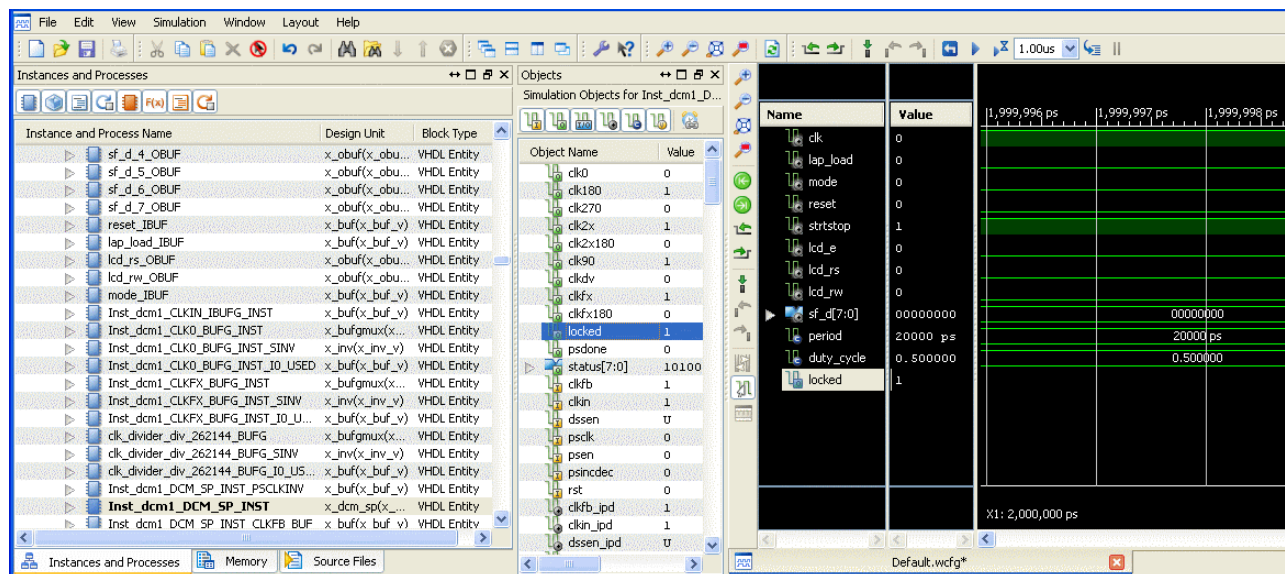 File Edit View Simulation Window Layout Help
1.00us
Instances and Processes
F(x)
Instance and Process Name Design Unit Block Type
sf_d_4_OBUF x_obuf(x_obu... VHDL Entity
sf_d_5_OBUF x_obuf(x_obu... VHDL Entity
sf_d_6_OBUF x_obuf(x_obu... VHDL Entity
sf_d_7_OBUF x_obuf(x_obu... VHDL Entity
reset_IBUF x_buf(x_buf_v) VHDL Entity
lap_load_IBUF x_buf(x_buf_v) VHDL Entity
lcd_rs_OBUF x_obuf(x_obu... VHDL Entity
lcd_rw_OBUF x_obuf(x_obu... VHDL Entity
mode_IBUF x_buf(x_buf_v) VHDL Entity
Inst_dcm1_CLKIN_IBUFG_INST x_buf(x_buf_v) VHDL Entity
Inst_dcm1_CLK0_BUFG_INST x_bufgmux(x... VHDL Entity
Inst_dcm1_CLK0_BUFG_INST_SINV x_inv(x_inv_v) VHDL Entity
Inst_dcm1_CLK0_BUFG_INST_I0_USED x_buf(x_buf_v) VHDL Entity
Inst_dcm1_CLKFX_BUFG_INST x_bufgmux(x... VHDL Entity
Inst_dcm1_CLKFX_BUFG_INST_SINV x_inv(x_inv_v) VHDL Entity
Inst_dcm1_CLKFX_BUFG_INST_I0_U... x_buf(x_buf_v) VHDL Entity
clk_divider_div_262144_BUFG x_bufgmux(x... VHDL Entity
clk_divider_div_262144_BUFG_SINV x_inv(x_inv_v) VHDL Entity
clk_divider_div_262144_BUFG_I0_US... x_buf(x_buf_v) VHDL Entity
Inst_dcm1_DCM_SP_INST_PSCLKINV x_buf(x_buf_v) VHDL Entity
Inst_dcm1_DCM_SP_INST x_dcm_sp(x_... VHDL Entity
Inst_dcm1_DCM_SP_INST_CLKFB_BUF x_buf(x_buf_v) VHDL Entity
Instances and Processes Memory Source Files
Objects
Simulation Objects for Inst_dcm1_D...
Object Name Value
clk0 0
clk180 1
clk270 0
clk2x 1
clk2x180 0
clk90 1
clkdv 0
clkfx 1
clkfx180 0
locked 1
psdone 0
status[7:0] 10100
clkfb 1
clkin 1
dssen U
psclk 0
psen 0
psincdec 0
rst 0
clkfb_ipd 1
clkin_ipd 1
dssen_ipd U
Name Value
1,999,996 ps 1,999,997 ps 1,999,998 ps
clk 0
lap_load 0
mode 0
reset 0
strtstop 1
lcd_e 0
lcd_rs 0
lcd_rw 0
sf_d[7:0] 00000000 00000000
period 20000 ps 20000 ps
duty_cycle 0.500000 0.500000
locked 1
X1: 2,000,000 ps
Default.wcfg*